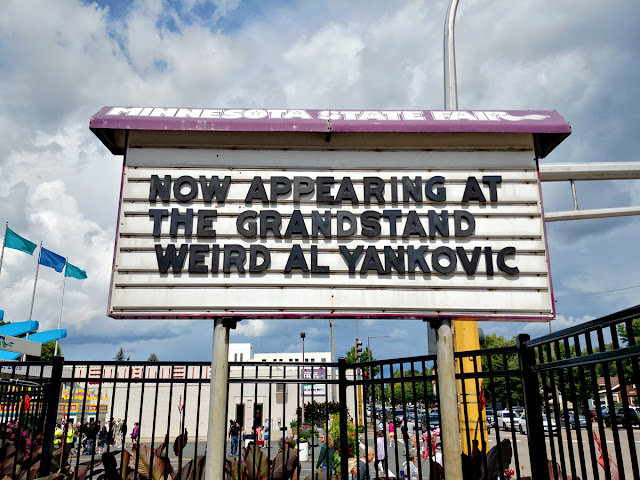 MINNESOTA STATE FAIR
NOW APPEARING AT
THE GRANDSTAND
WEIRD AL YANKOVIC